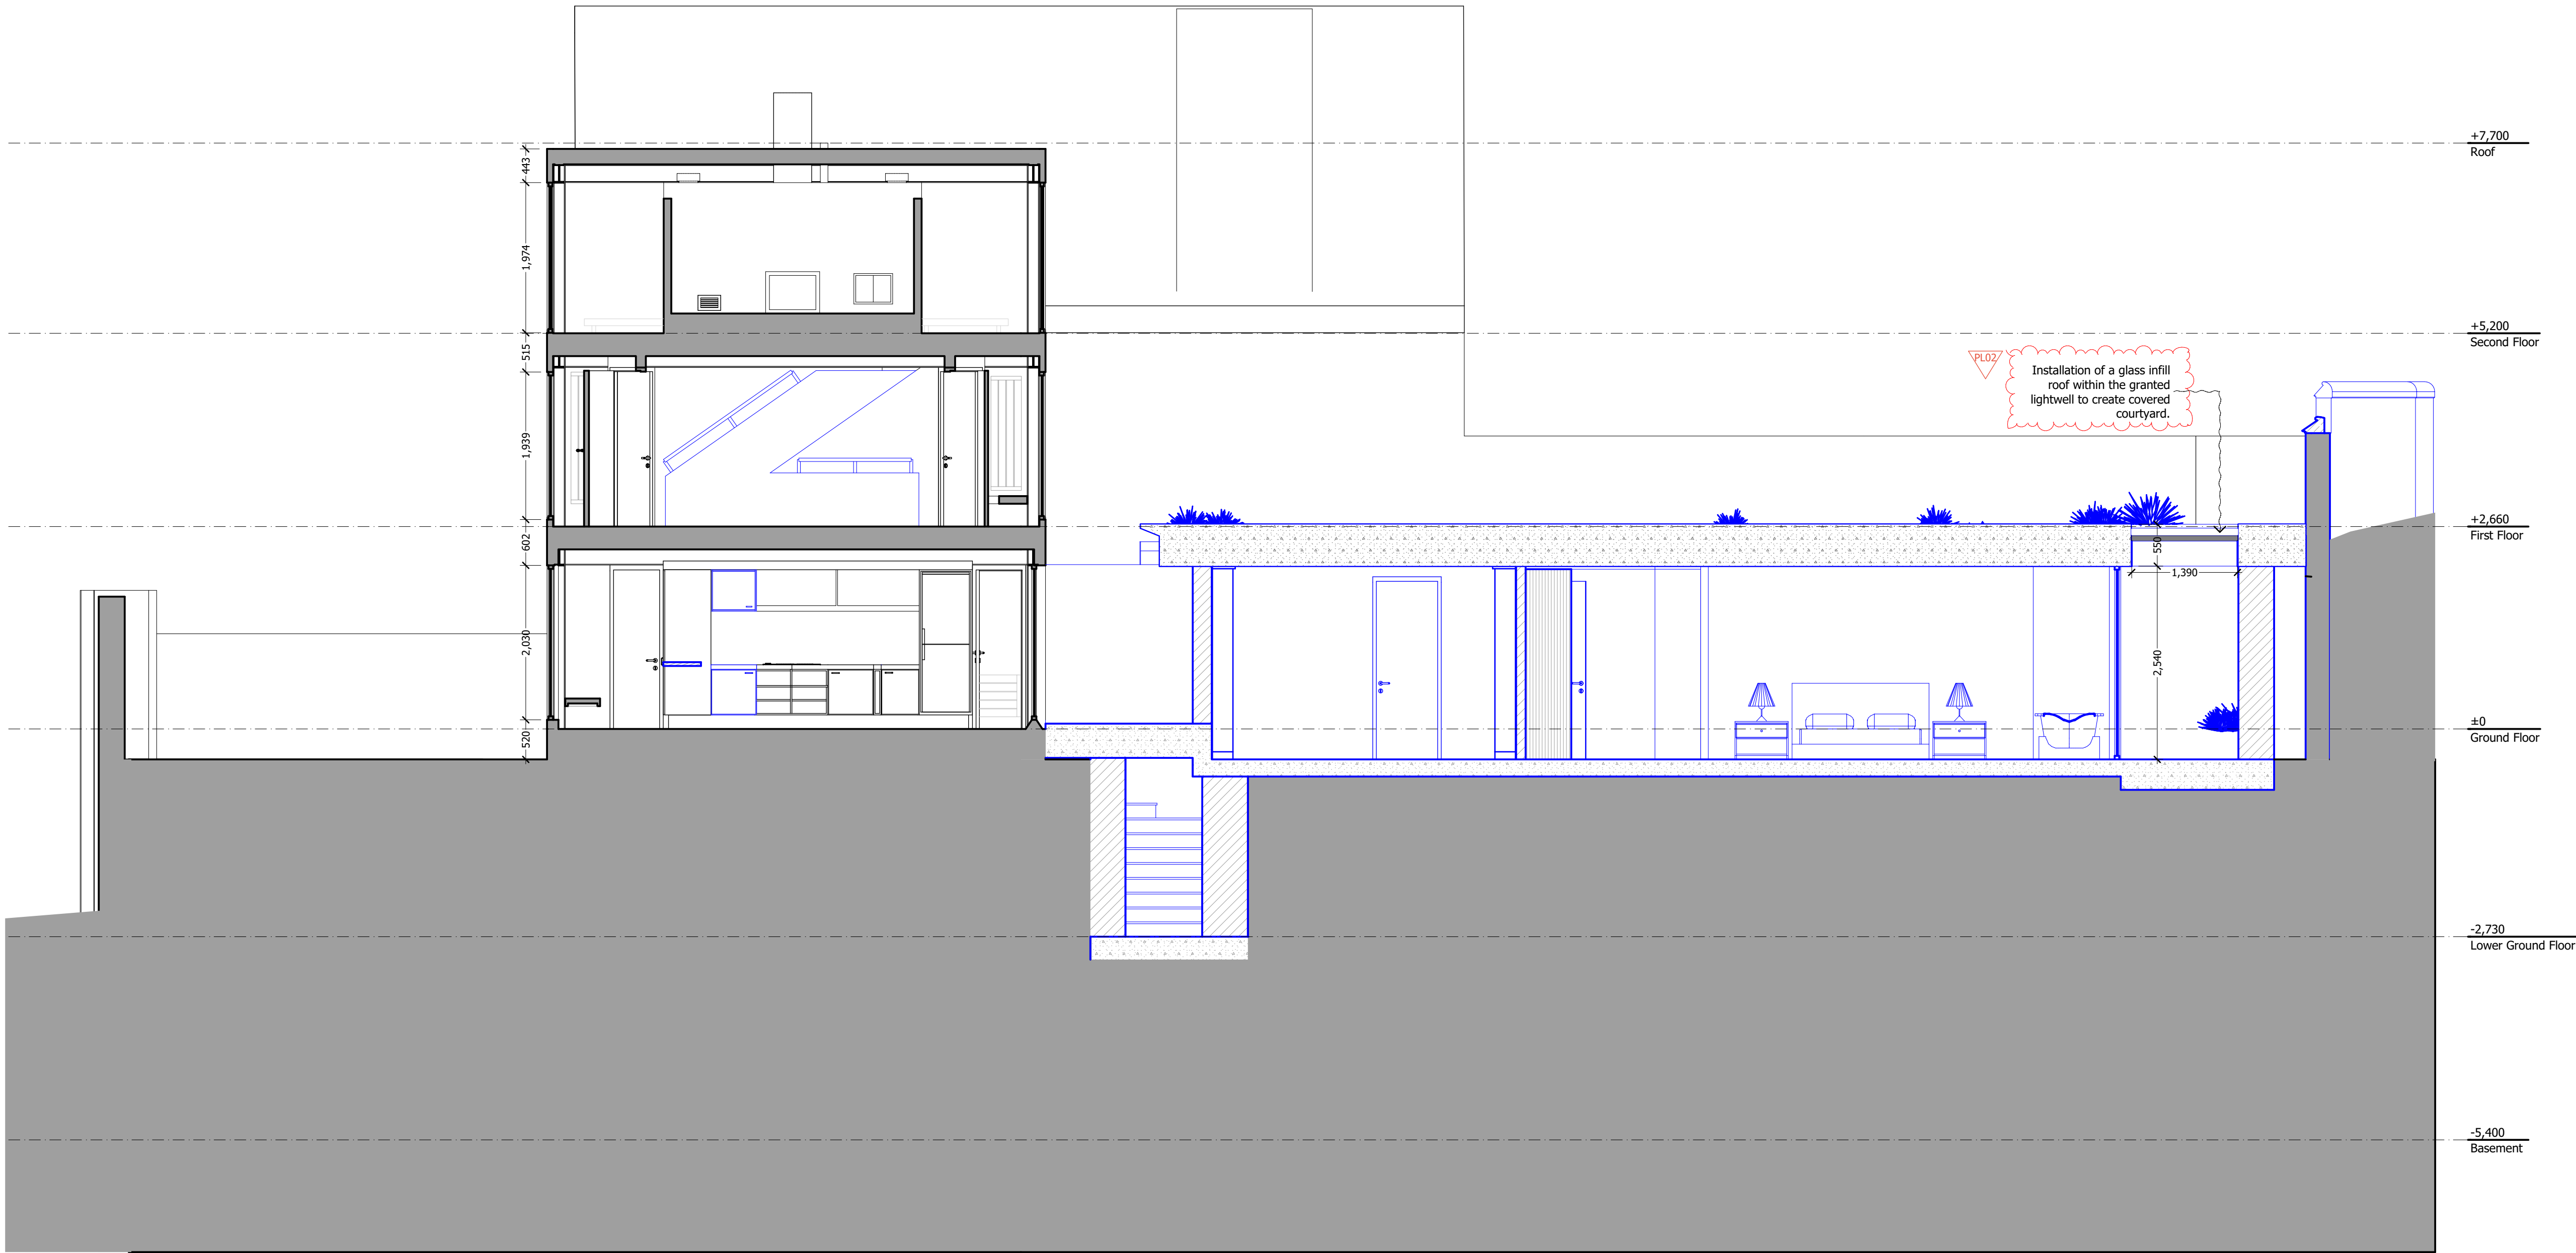 +7,700
Roof
443
1,974
+5,200
Second Floor
515
PL02
Installation of a glass infill
roof within the granted
lightwell to create covered
courtyard.
1,939
+2,660
First Floor
602
550
1,390
2,030
2,540
±0
Ground Floor
520
-2,730
Lower Ground Floor
-5,400
Basement